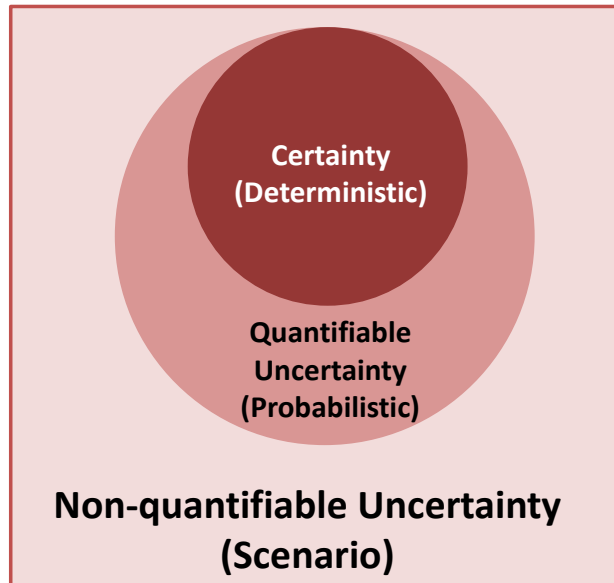 Certainty
(Deterministic)
Quantifiable
Uncertainty
(Probabilistic)
Non-quantifiable Uncertainty
(Scenario)